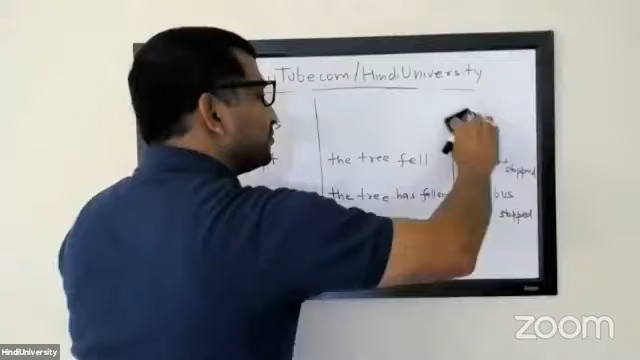 Tube.com/HindiUniversity
the tree fell
stopped
the tree has fallen
bus
stopped
HindiUniversity
zoom